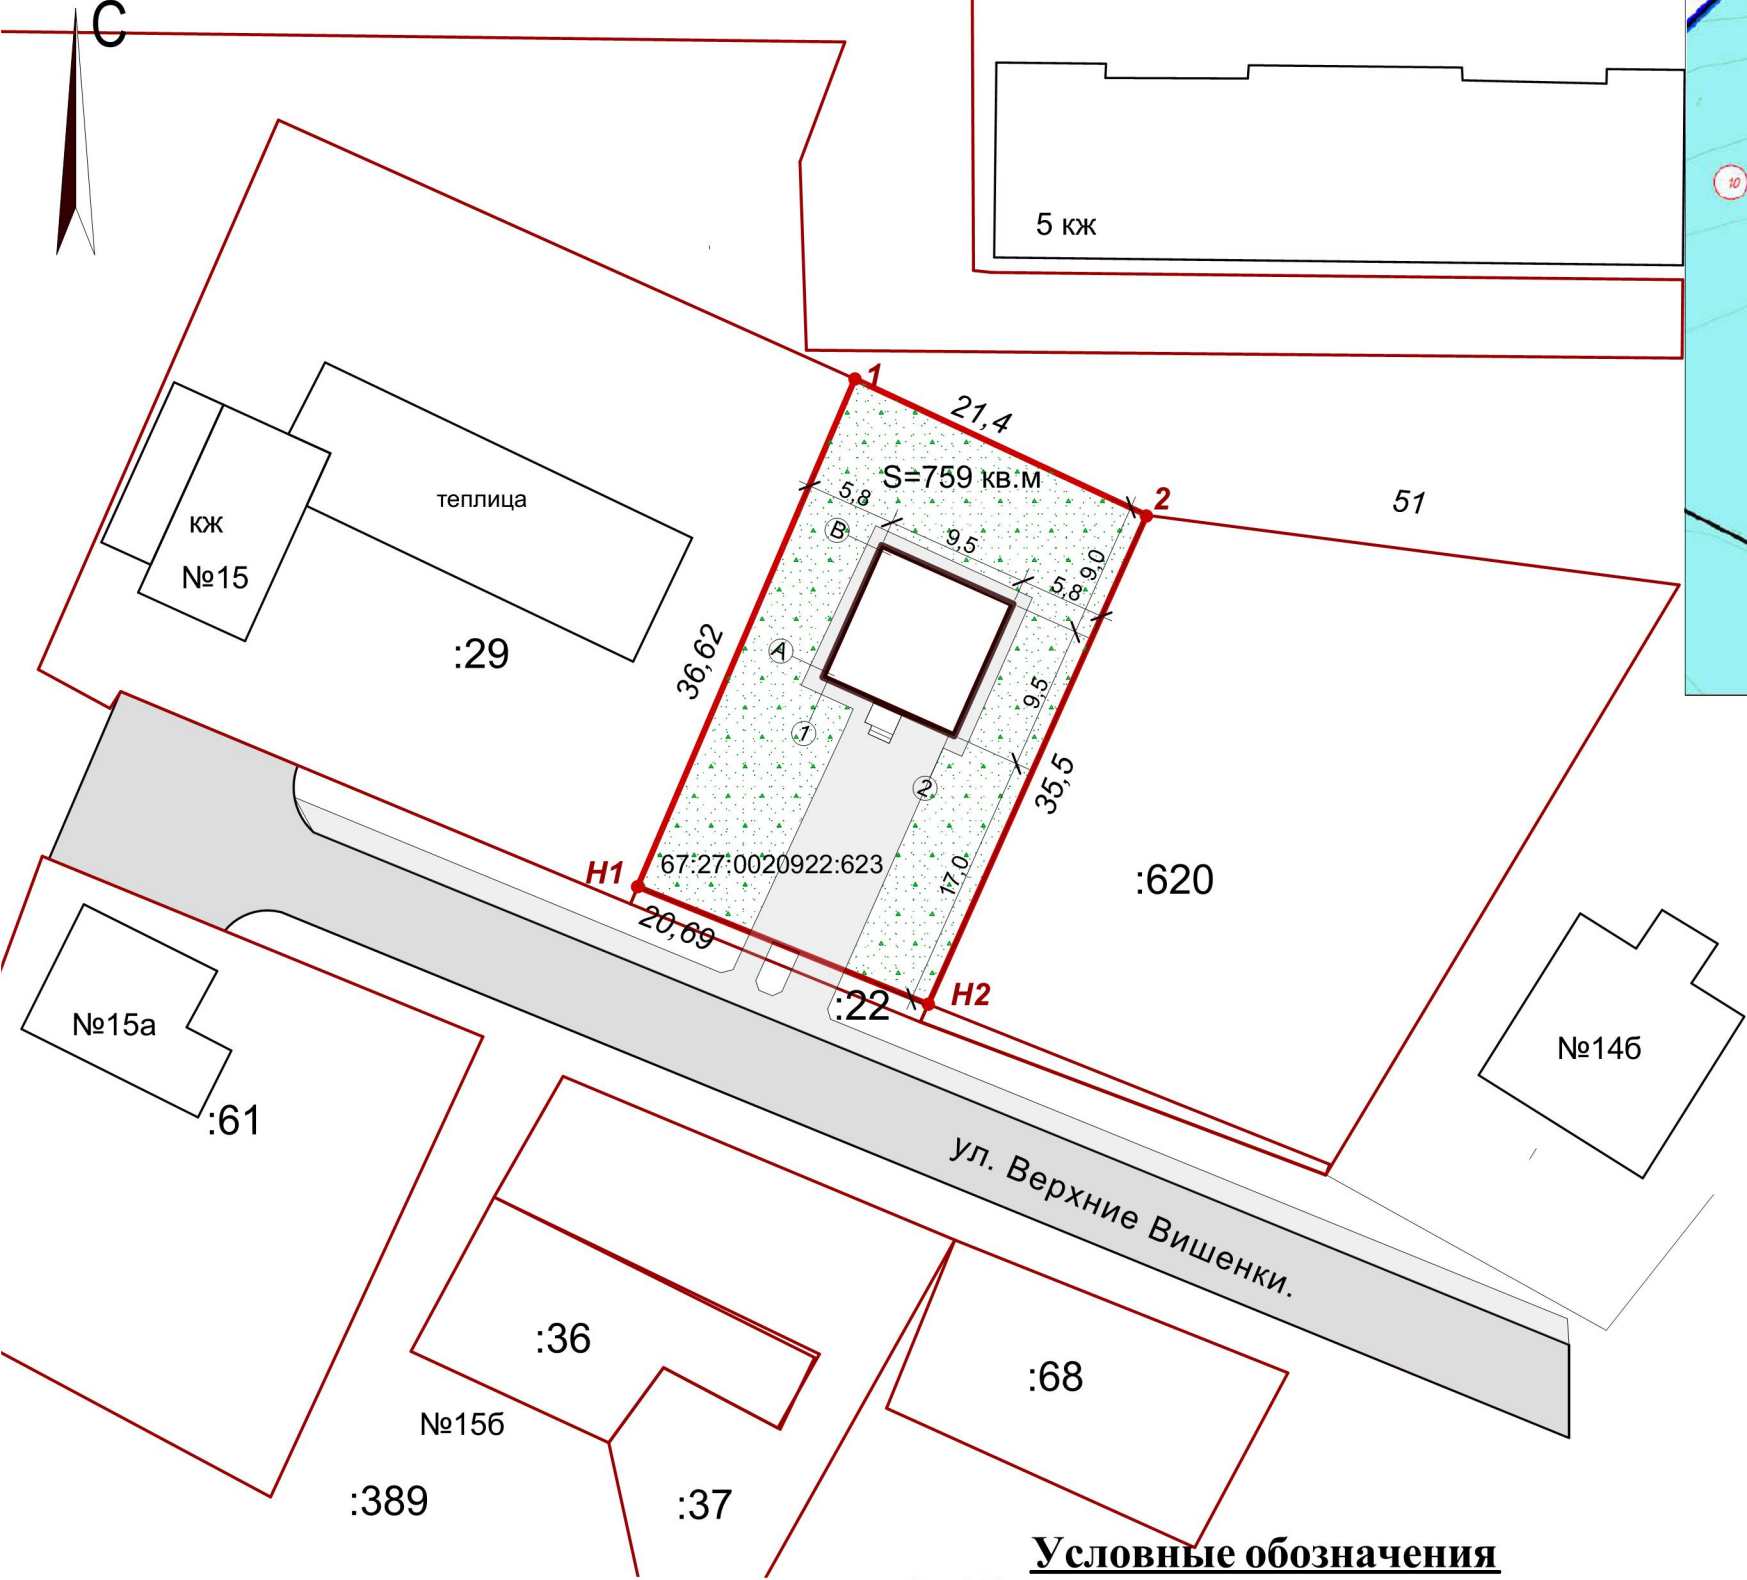 С
10
5 кж
1
21,4
S=759 кв.м
2
51
5,8
В
9,5
9,0
5,8
теплица
кж
№15
:29
36,62
А
9,5
1
2
35,5
Н1
67:27:0020922:623
17,0
:620
20,69
:22
Н2
№15а
№14б
:61
ул. Верхние Вишенки.
:36
:68
№15б
:389
:37
Условные обозначения